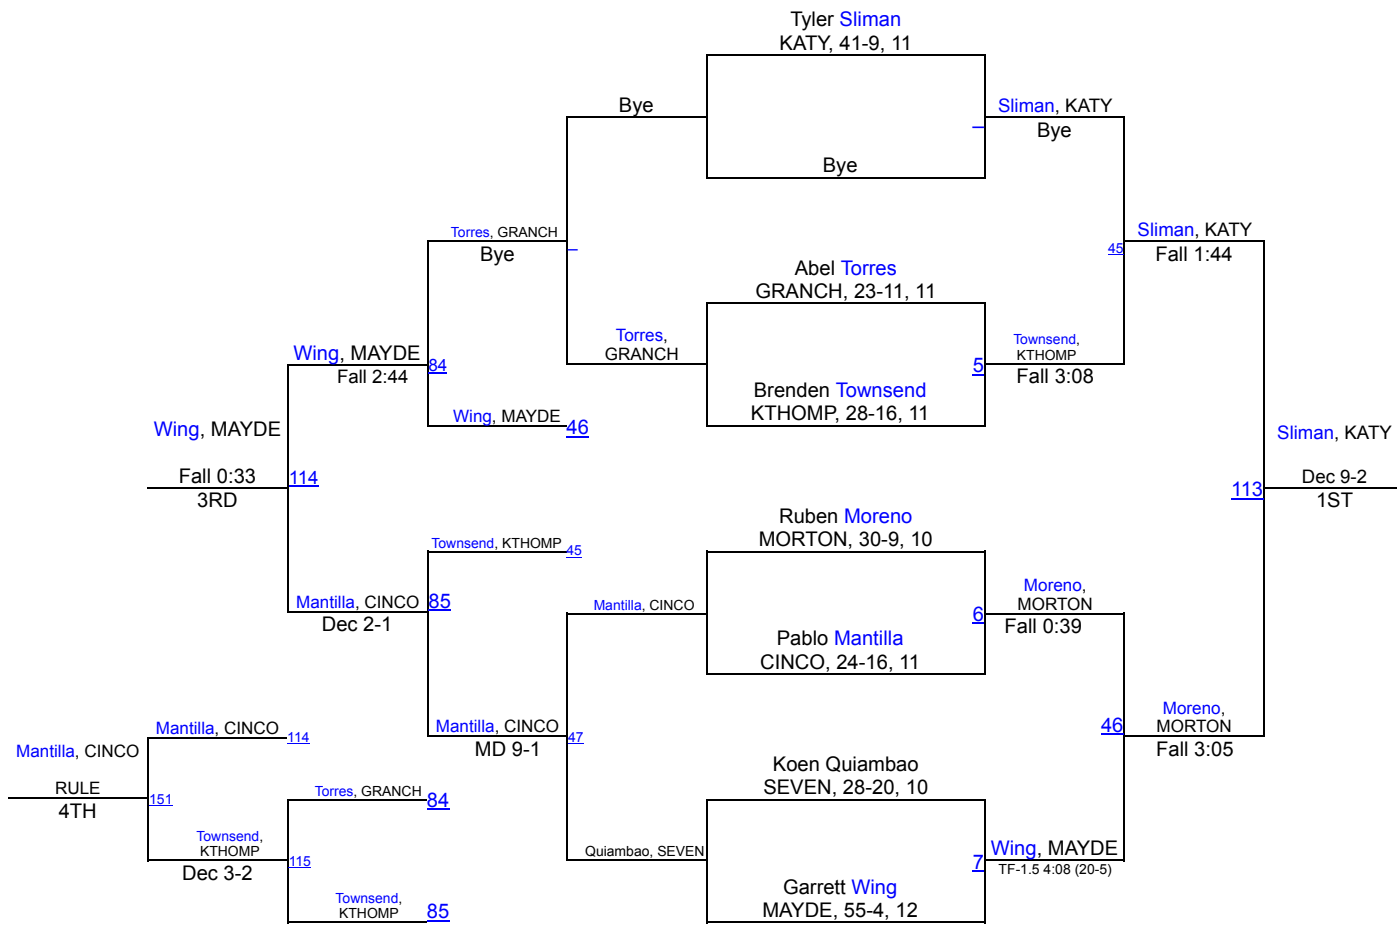 Tyler Sliman
KATY, 41-9, 11
Bye
Sliman, KATY
Bye
Bye
Torres, GRANCH
Bye
Sliman, KATY
Fall 1:44
45
Abel Torres
GRANCH, 23-11, 11
Torres,
GRANCH
Townsend,
KTHOMP
Fall 3:08
5
Wing, MAYDE
Fall 2:44
84
Brenden Townsend
KTHOMP, 28-16, 11
Wing, MAYDE
46
Wing, MAYDE
Fall 0:33
3RD
114
Sliman, KATY
Dec 9-2
1ST
113
Ruben Moreno
MORTON, 30-9, 10
Townsend, KTHOMP
45
Mantilla, CINCO
Dec 2-1
85
Mantilla, CINCO
Moreno,
MORTON
Fall 0:39
6
Pablo Mantilla
CINCO, 24-16, 11
Mantilla, CINCO
MD 9-1
47
Moreno,
MORTON
Fall 3:05
46
Mantilla, CINCO
114
Mantilla, CINCO
RULE
4TH
151
Koen Quiambao
SEVEN, 28-20, 10
Torres, GRANCH
84
Townsend,
KTHOMP
Dec 3-2
115
Quiambao, SEVEN
Wing, MAYDE
TF-1.5 4:08 (20-5)
7
Garrett Wing
MAYDE, 55-4, 12
Townsend,
KTHOMP
85